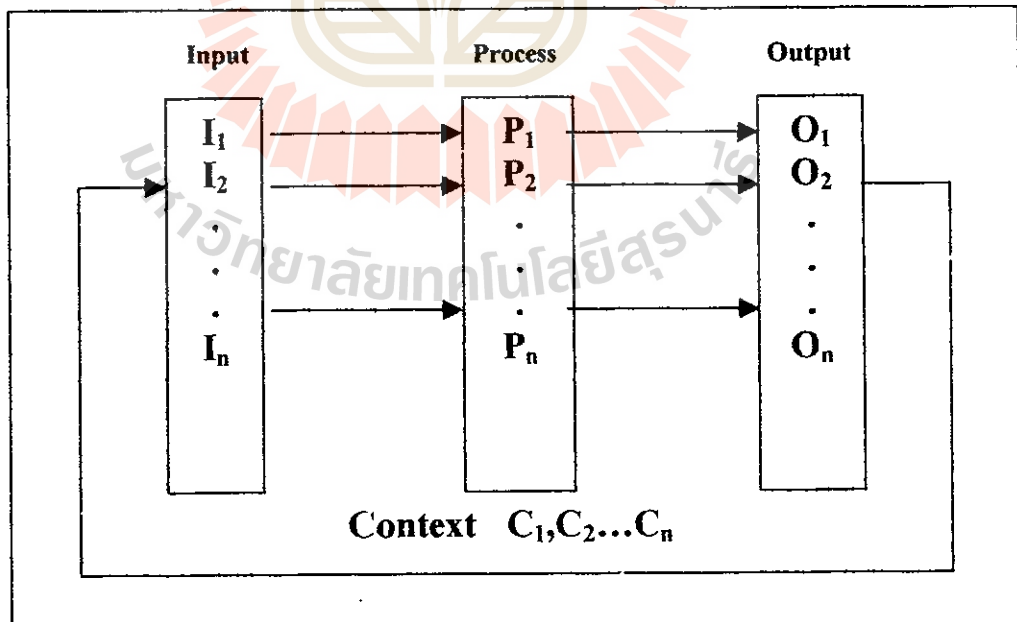 Input Process Output
I₁ P₁ O₁
I₂ P₂ O₂
. . .
. . .
. . .
Iₙ Pₙ Oₙ
Context C₁,C₂...Cₙ
มหาวิทยาลัยเทคโนโลยีสุรนารี